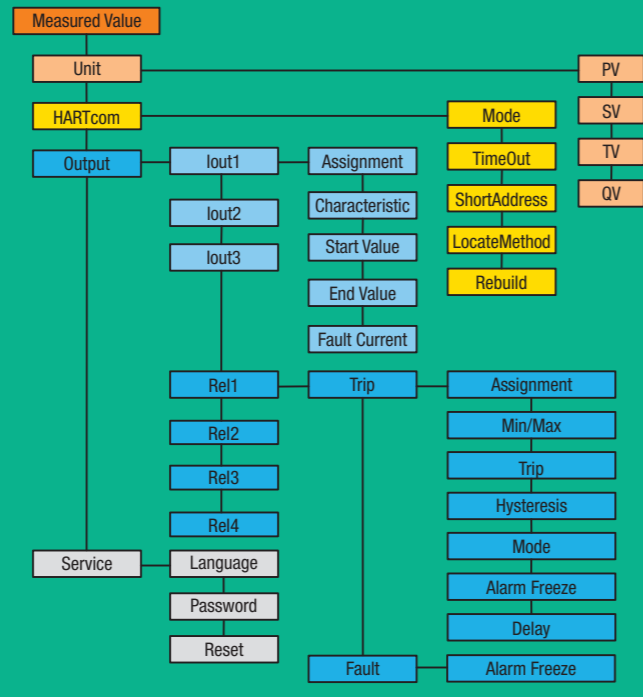 Measured Value
Unit
PV
HARTcom
Mode
SV
Output
Iout1
Assignment
TimeOut
TV
Iout2
Characteristic
ShortAddress
QV
Iout3
Start Value
LocateMethod
End Value
Rebuild
Fault Current
Rel1
Trip
Assignment
Rel2
Min/Max
Rel3
Trip
Rel4
Hysteresis
Mode
Service
Language
Alarm Freeze
Password
Delay
Reset
Fault
Alarm Freeze